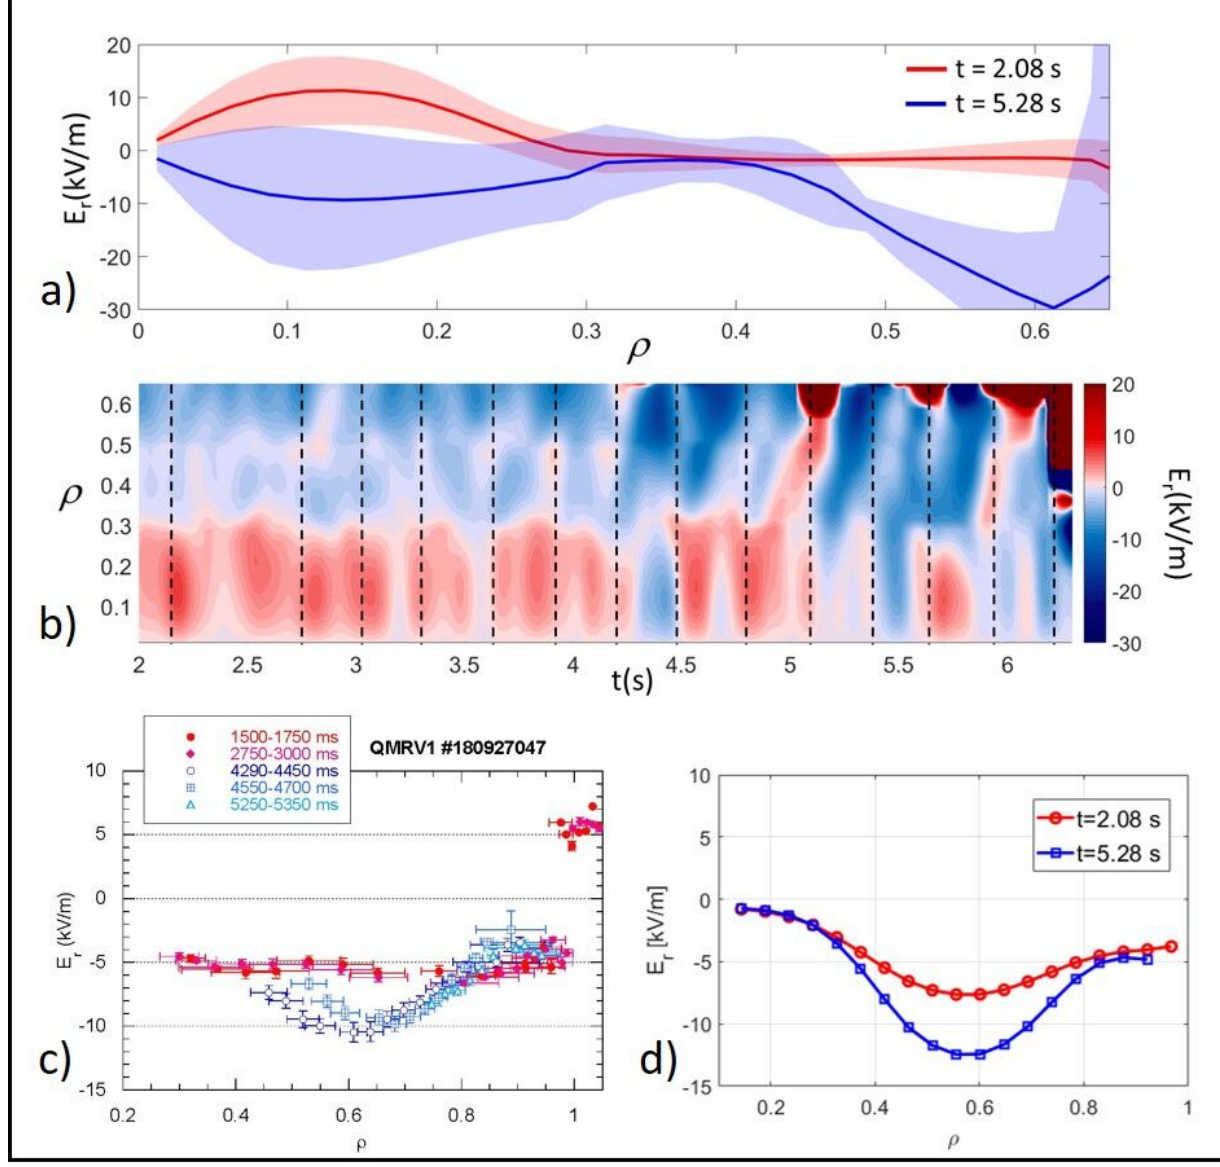 20
10
0
-10
-20
-30
E_r(kV/m)
t = 2.08 s
t = 5.28 s
a)
0 0.1 0.2 0.3 0.4 0.5 0.6
ρ
0.6
0.5
0.4
0.3
0.2
0.1
ρ
20
10
0
-10
-20
-30
E_r(kV/m)
b)
2 2.5 3 3.5 4 4.5 5 5.5 6
t(s)
1500-1750 ms
2750-3000 ms
4290-4450 ms
4550-4700 ms
5250-5350 ms
QMRV1 #180927047
10
5
0
-5
-10
-15
E_r (kV/m)
c)
0.2 0.4 0.6 0.8 1
ρ
10
5
0
-5
-10
-15
E_r [kV/m]
t=2.08 s
t=5.28 s
d)
0.2 0.4 0.6 0.8 1
ρ